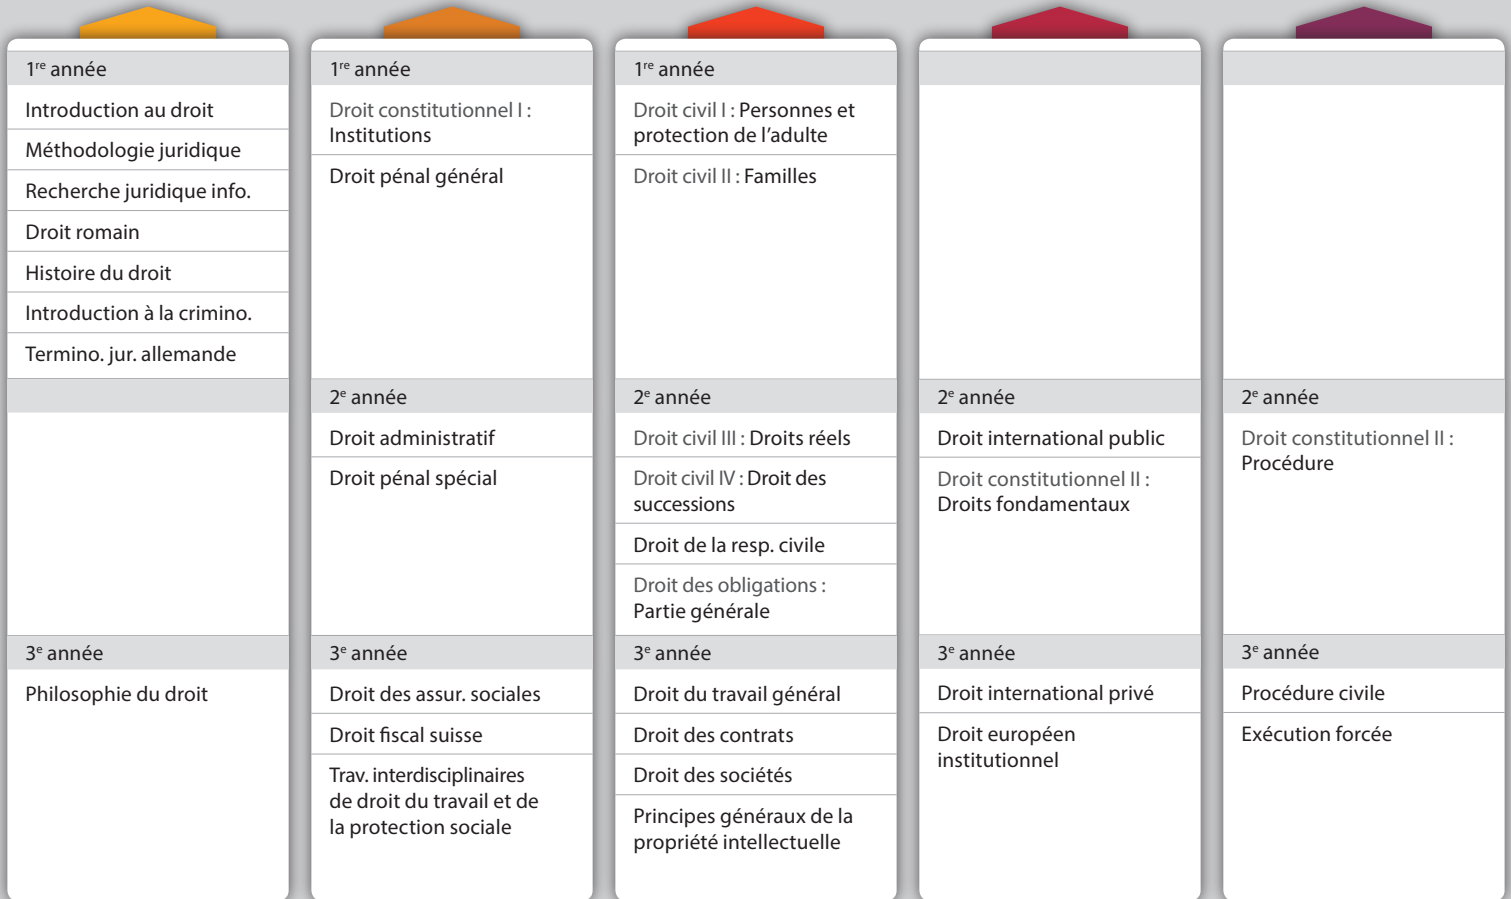 1re année
Introduction au droit
Méthodologie juridique
Recherche juridique info.
Droit romain
Histoire du droit
Introduction à la crimino.
Termino. jur. allemande
3e année
Philosophie du droit
1re année
Droit constitutionnel I :
Institutions
Droit pénal général
2e année
Droit administratif
Droit pénal spécial
3e année
Droit des assur. sociales
Droit fiscal suisse
Trav. interdisciplinaires
de droit du travail et de
la protection sociale
1re année
Droit civil I : Personnes et
protection de l’adulte
Droit civil II : Familles
2e année
Droit civil III : Droits réels
Droit civil IV : Droit des
successions
Droit de la resp. civile
Droit des obligations :
Partie générale
3e année
Droit du travail général
Droit des contrats
Droit des sociétés
Principes généraux de la
propriété intellectuelle
2e année
Droit international public
Droit constitutionnel II :
Droits fondamentaux
3e année
Droit international privé
Droit européen
institutionnel
2e année
Droit constitutionnel II :
Procédure
3e année
Procédure civile
Exécution forcée